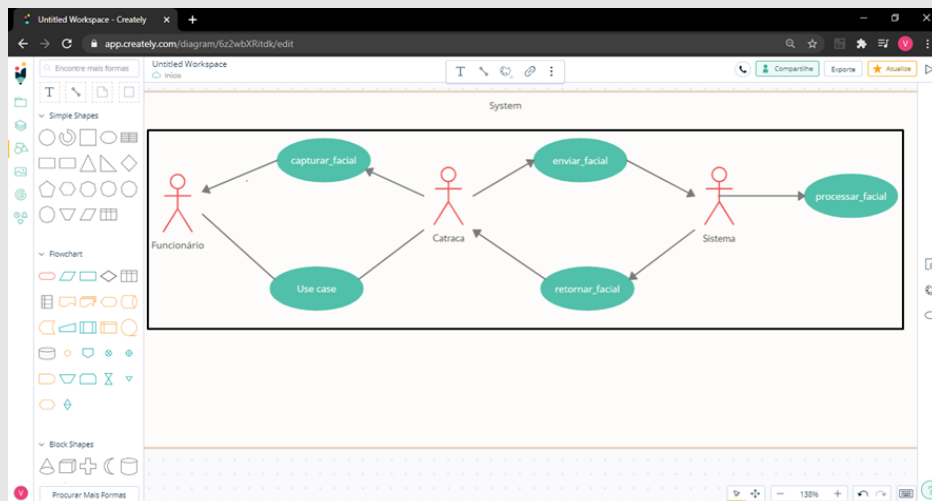 Untitled Workspace - Creately
app.creately.com/diagram/6z2wbXRitdk/edit
Encontre mais formas
Untitled Workspace
Início
Compartilhe
Exporte
Atualize
Simple Shapes
System
capturar_facial
enviar_facial
processar_facial
Funcionário
Catraca
Sistema
Use case
retornar_facial
Flowchart
Block Shapes
Procurar Mais Formas
138%
V